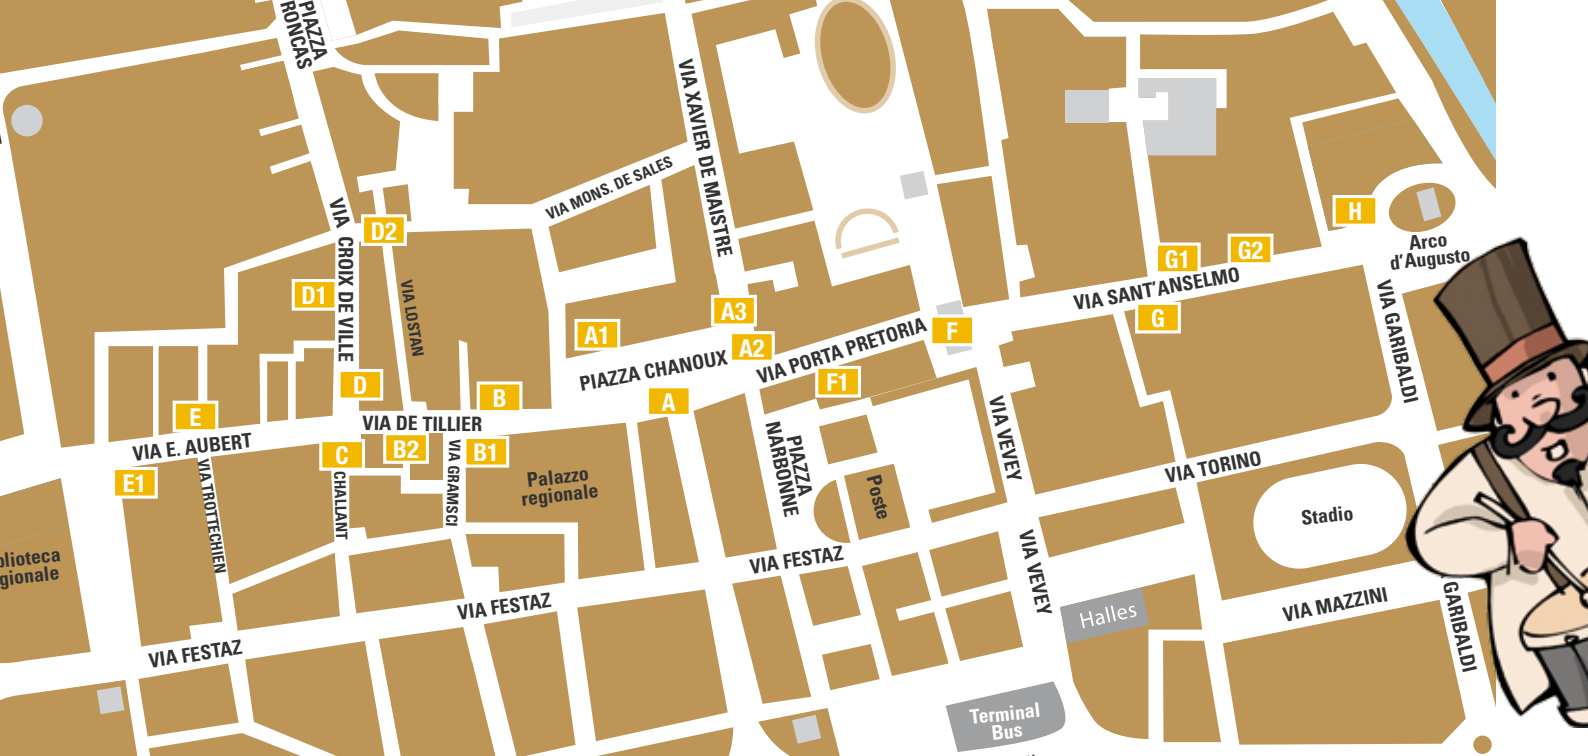 PIAZZA
RONCAS
VIA XAVIER DE MAISTRE
VIA MONS. DE SALES
VIA CROIX DE VILLE
D2
H
Arco
d'Augusto
G1
G2
VIA SANT'ANSELMO
G
D1
VIA LOSTAN
A1
A3
A2
F
PIAZZA CHANOUX
VIA PORTA PRETORIA
F1
VIA GARIBALDI
D
B
A
E
VIA DE TILLIER
VIA E. AUBERT
C
B2
B1
VIA GRAMSCI
E1
VIA TROTTECHIEN
CHALLANT
Palazzo
regionale
PIAZZA
NARBONNE
Poste
VIA VEVEY
VIA TORINO
Stadio
blioteca
gionale
VIA FESTAZ
VIA VEVEY
VIA FESTAZ
VIA FESTAZ
Halles
VIA MAZZINI
GARIBALDI
Terminal
Bus